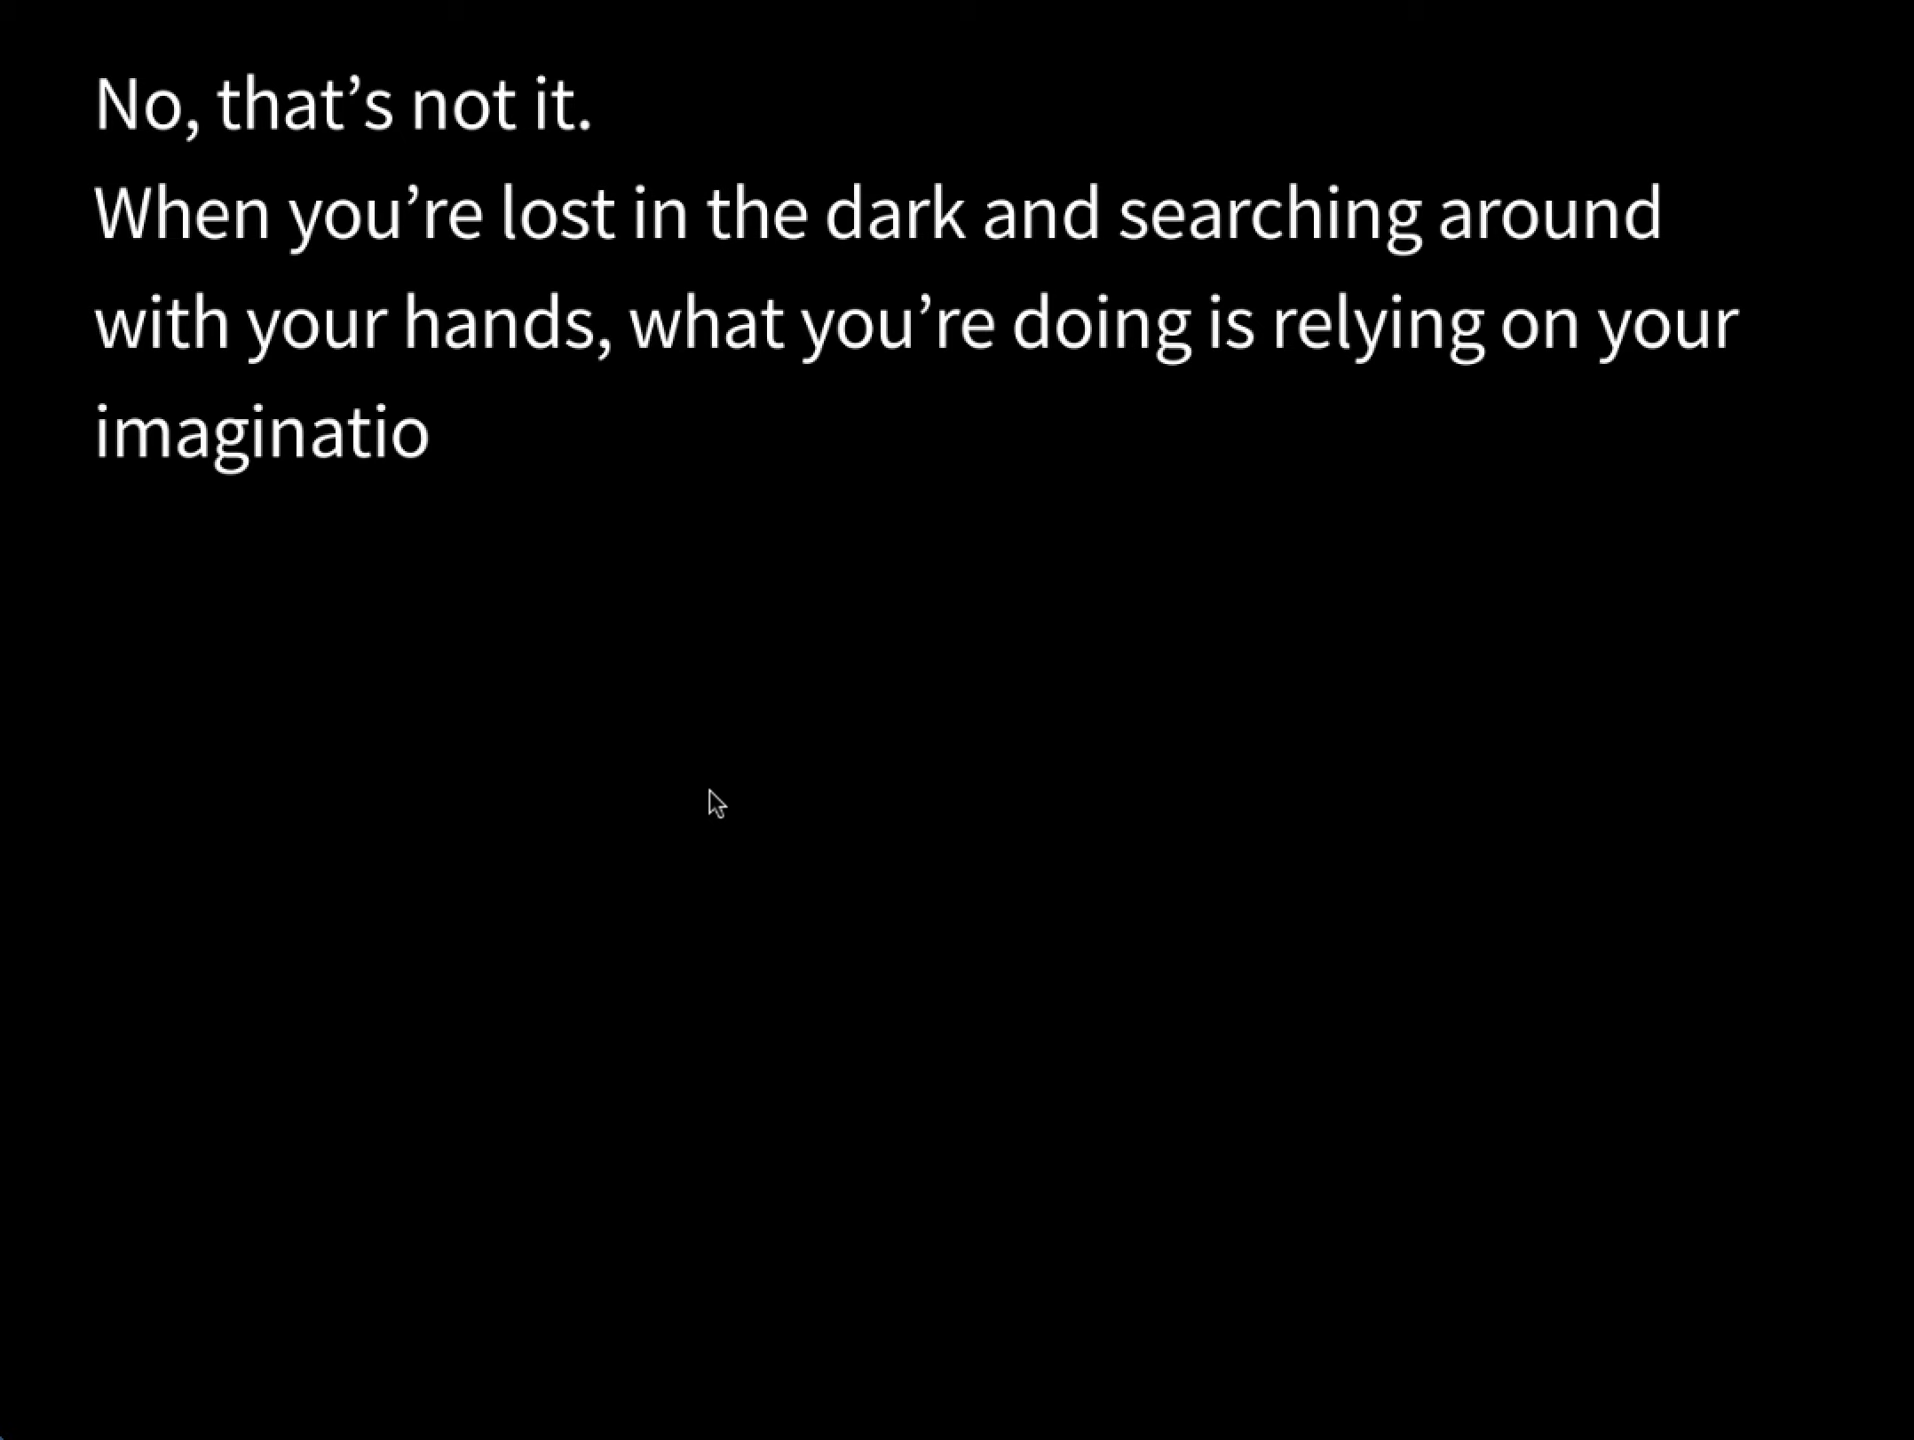 No, that’s not it.
When you’re lost in the dark and searching around
with your hands, what you’re doing is relying on your
imaginatio